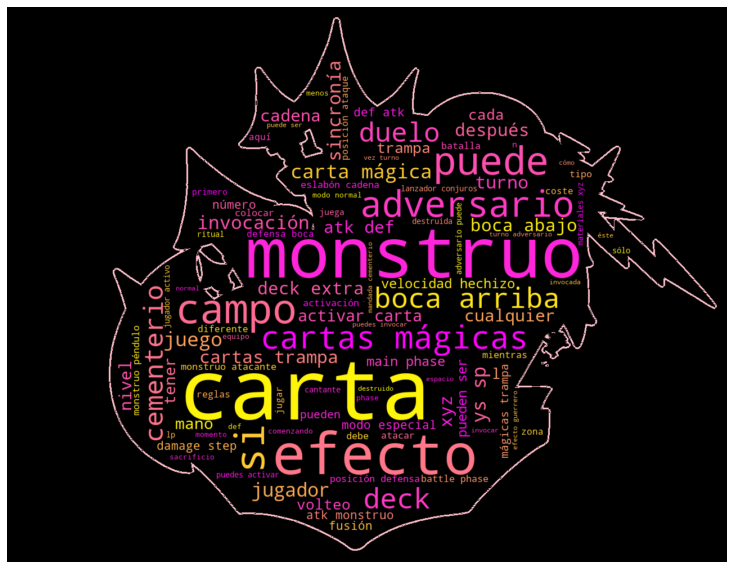 menos
cadena
puede ser
aquí
sincronía
posición ataque
def atk
duelo
trampa
vez turno
batalla
n
cada
después
puede
cómo
tipo
carta mágica
eslabón cadena
modo normal
lanzador conjuros
turno
coste
materiales xyz
primero
número
colocar
invocación
juega
adversario
destruida
boca abajo
éste
ritual
defensa boca
atk def
adversario puede
turno adversario
sólo
monstruo
normal
jugador activo
deck extra
mandada cementerio
velocidad hechizo
invocada
campo
activación
boca arriba
activar carta
puedes invocar
cualquier
cementerio
monstruo péndulo
diferente
equipo
juego
cartas mágicas
cartas trampa
main phase
mientras
nivel
tener
monstruo atacante
carta
cantante
destruido
espacio
phase
l
ys sp
pueden ser
xyz
mágicas trampa
efecto guerrero
reglas
jugar
pueden
modo especial
mano
def
si
comenzando
debe
atacar
invocar
zona
lp
momento
damage step
sacrificio
efecto
puedes activar
posición defensa
battle phase
jugador
volteo
deck
atk monstruo
fusión